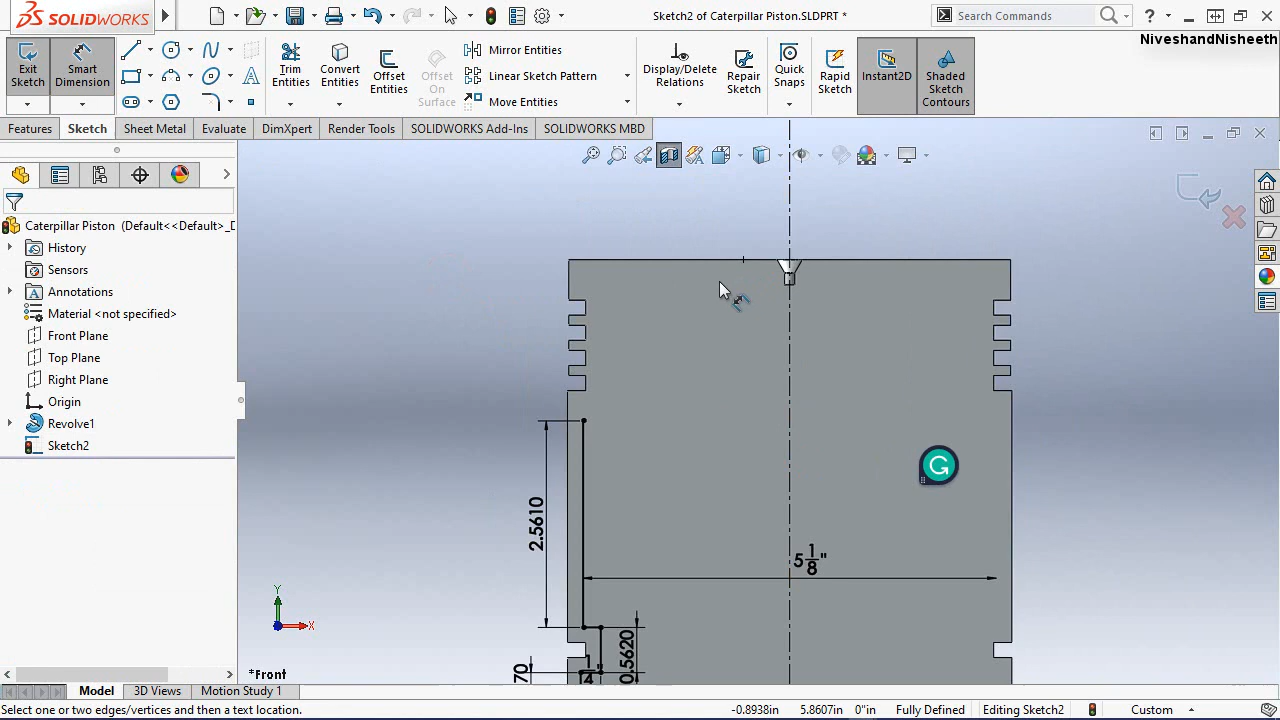 SOLIDWORKS
Sketch2 of Caterpillar Piston.SLDPRT *
Search Commands
NiveshandNisheeth
Exit Sketch
Smart Dimension
Trim Entities
Convert Entities
Offset Entities
Offset On Surface
Mirror Entities
Linear Sketch Pattern
Move Entities
Display/Delete Relations
Repair Sketch
Quick Snaps
Rapid Sketch
Instant2D
Shaded Sketch Contours
Features
Sketch
Sheet Metal
Evaluate
DimXpert
Render Tools
SOLIDWORKS Add-Ins
SOLIDWORKS MBD
Caterpillar Piston (Default<<Default>_D
History
Sensors
Annotations
Material <not specified>
Front Plane
Top Plane
Right Plane
Origin
Revolve1
Sketch2
2.5610
5 1/8"
0.5620
70
1/4"
Y
X
*Front
Model
3D Views
Motion Study 1
Select one or two edges/vertices and then a text location.
-0.8938in
5.8607in
0"in
Fully Defined
Editing Sketch2
Custom